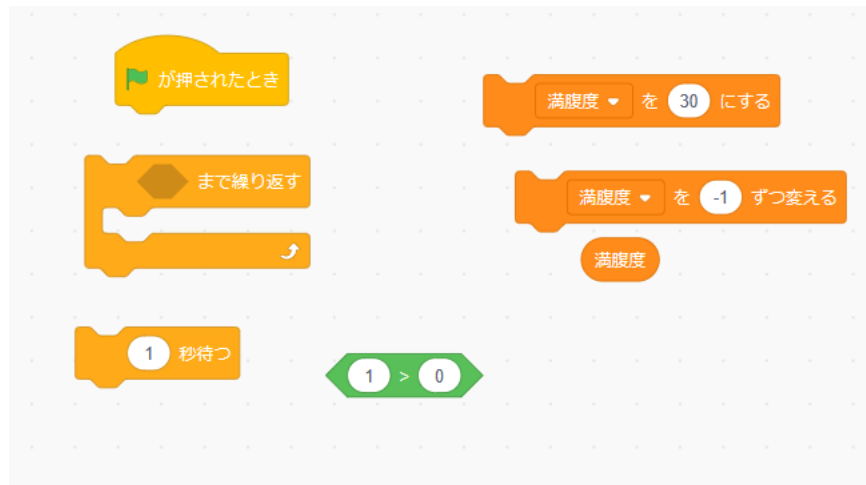 が押されたとき
満腹度 を 30 にする
まで繰り返す
満腹度 を -1 ずつ変える
満腹度
1 秒待つ
1 > 0